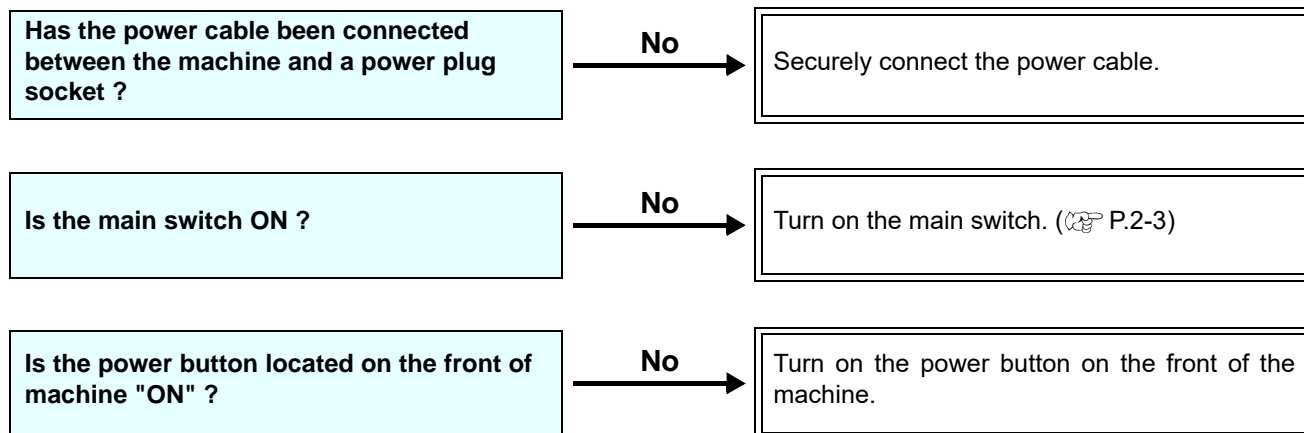 Has the power cable been connected
between the machine and a power plug
socket ?
No
Securely connect the power cable.
Is the main switch ON ?
No
Turn on the main switch. (☞ P.2-3)
Is the power button located on the front of
machine "ON" ?
No
Turn on the power button on the front of the
machine.